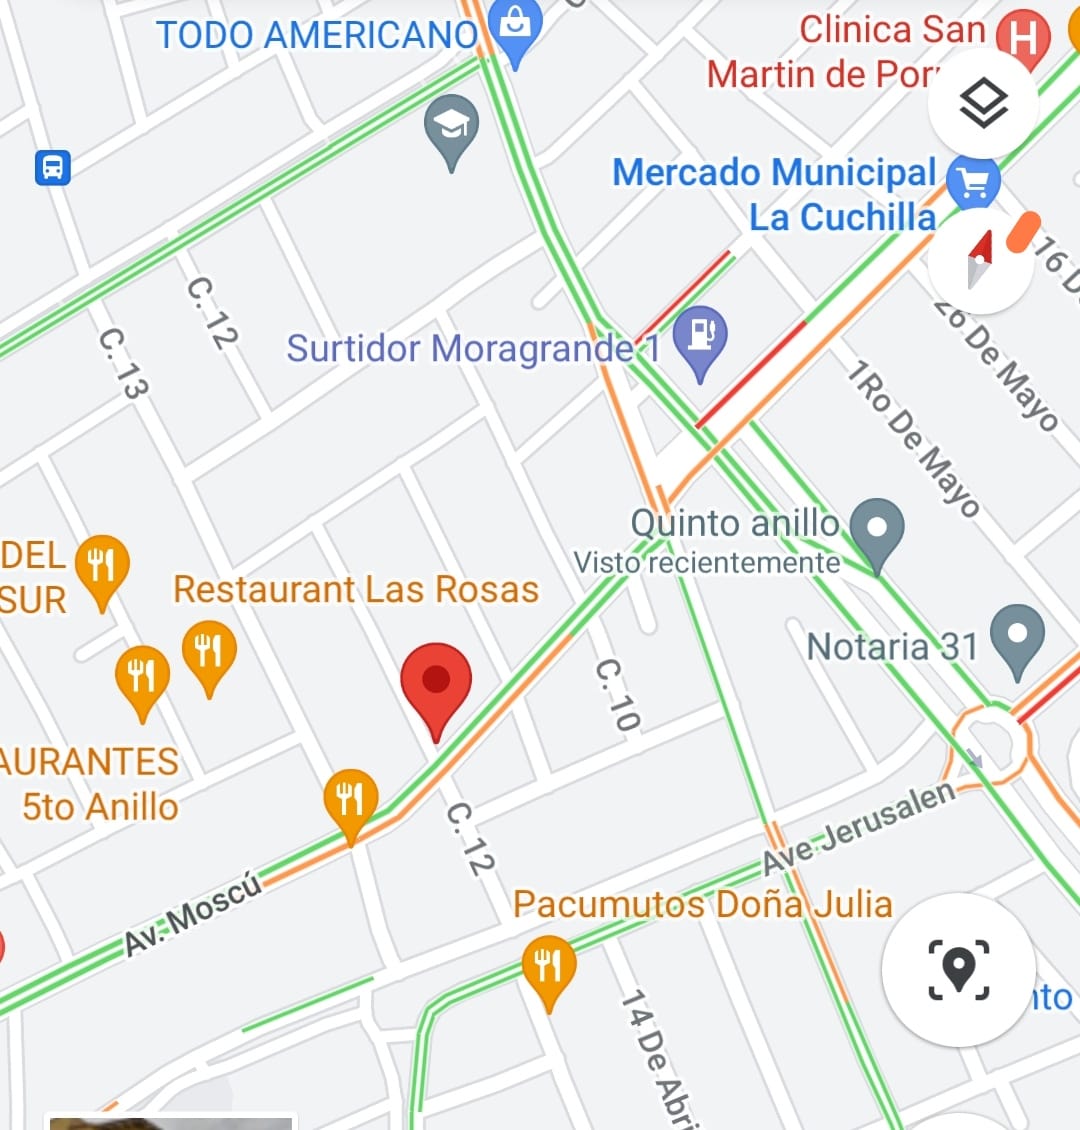 TODO AMERICANO
Clinica San
Martin de Porr
Mercado Municipal
La Cuchilla
16 D
26 De Mayo
C. 12
C. 13
Surtidor Moragrande 1
1Ro De Mayo
Quinto anillo
Visto recientemente
DEL
SUR
Restaurant Las Rosas
Notaria 31
C. 10
AURANTES
5to Anillo
C. 12
Ave Jerusalen
Av. Moscú
Pacumutos Doña Julia
14 De Abri
nto